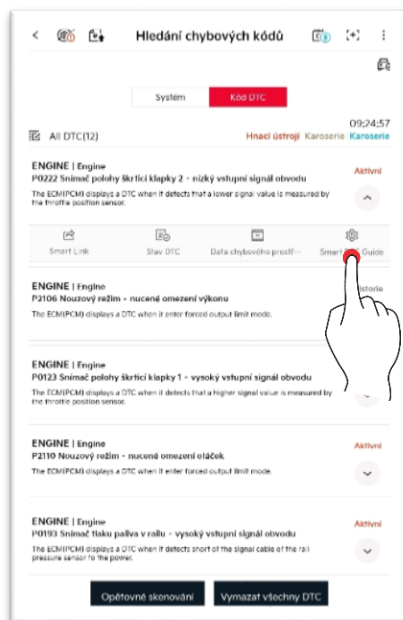 Hledání chybových kódů
Systém
Kód DTC
09:24:57
All DTC(12)
Hnací ústrojí Karoserie Karoserie
ENGINE | Engine
Aktivní
P0222 Snímač polohy škrticí klapky 2 - nízký vstupní signál obvodu
The ECM(PCM) displays a DTC when it detects that a lower signal value is measured by
the throttle position sensor.
Smart Link
Stav DTC
Data chybového prostř···
Smart Guide
ENGINE | Engine
P2106 Nouzový režim - nucené omezení výkonu
The ECM(PCM) displays a DTC when it enter forced output limit mode.
ENGINE | Engine
P0123 Snímač polohy škrticí klapky 1 - vysoký vstupní signál obvodu
The ECM(PCM) displays a DTC when it detects that a higher signal value is measured by
the throttle position sensor.
ENGINE | Engine
Aktivní
P2110 Nouzový režim - nucené omezení otáček
The ECM(PCM) displays a DTC when it enter forced output limit mode.
ENGINE | Engine
Aktivní
P0193 Snímač tlaku paliva v railu - vysoký vstupní signál obvodu
The ECM(PCM) displays a DTC when it detects short of the signal cable of the rail
pressure sensor to the power.
Opětovné skenování
Vymazat všechny DTC